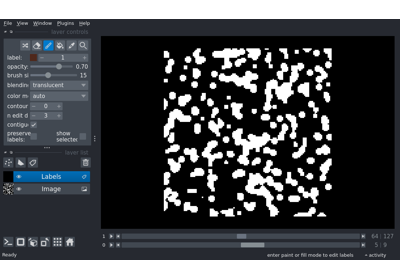 File View Window Plugins Help
layer controls
label: 1
opacity: 0.70
brush si 15
blendin translucent
color m auto
contour 0
n edit d 3
contigu
preserve labels:
show selected
layer list
Labels
Image
1 64 127
0 5 9
Ready
enter paint or fill mode to edit labels
activity